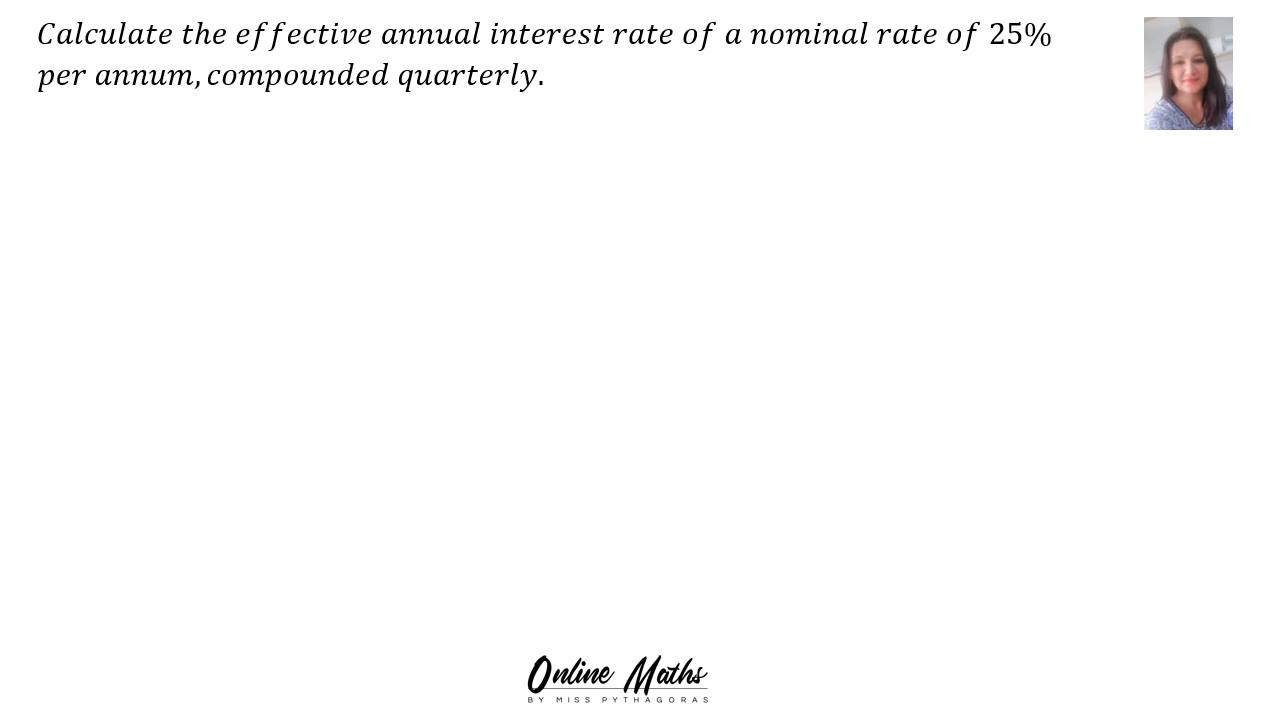 Calculate the effective annual interest rate of a nominal rate of 25%
per annum, compounded quarterly.
Online Maths
BY MISS PYTHAGORAS